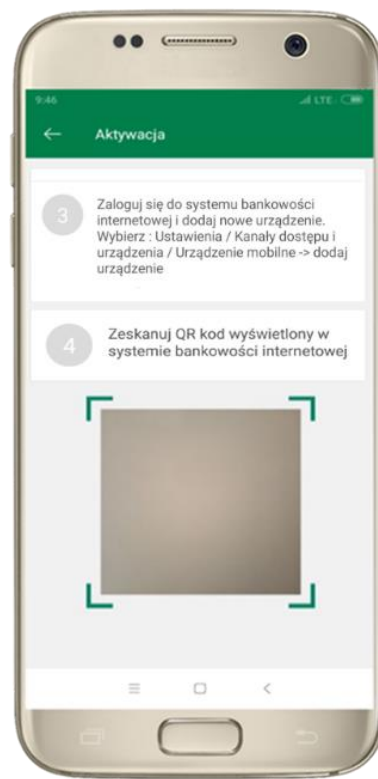 9:46
LTE
Aktywacja
3
Zaloguj się do systemu bankowości
internetowej i dodaj nowe urządzenie.
Wybierz : Ustawienia / Kanały dostępu i
urządzenia / Urządzenie mobilne -> dodaj
urządzenie
4
Zeskanuj QR kod wyświetlony w
systemie bankowości internetowej